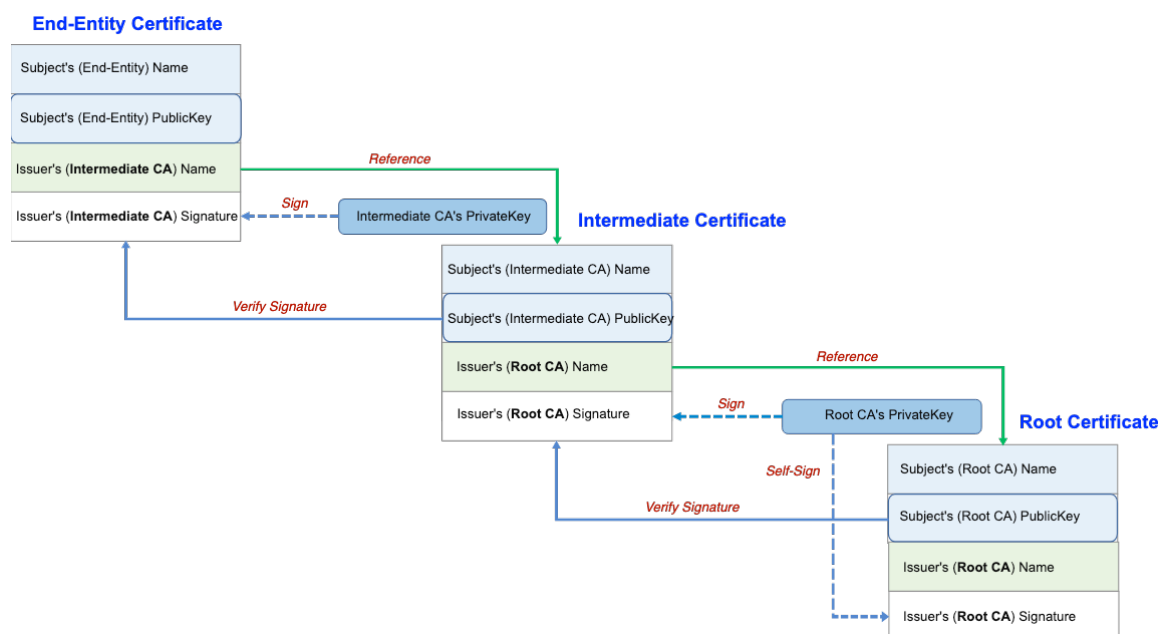 End-Entity Certificate
Subject's (End-Entity) Name
Subject's (End-Entity) PublicKey
Issuer's (Intermediate CA) Name
Reference
Issuer's (Intermediate CA) Signature
Sign
Intermediate CA's PrivateKey
Intermediate Certificate
Subject's (Intermediate CA) Name
Verify Signature
Subject's (Intermediate CA) PublicKey
Issuer's (Root CA) Name
Reference
Issuer's (Root CA) Signature
Sign
Root CA's PrivateKey
Root Certificate
Self-Sign
Subject's (Root CA) Name
Verify Signature
Subject's (Root CA) PublicKey
Issuer's (Root CA) Name
Issuer's (Root CA) Signature